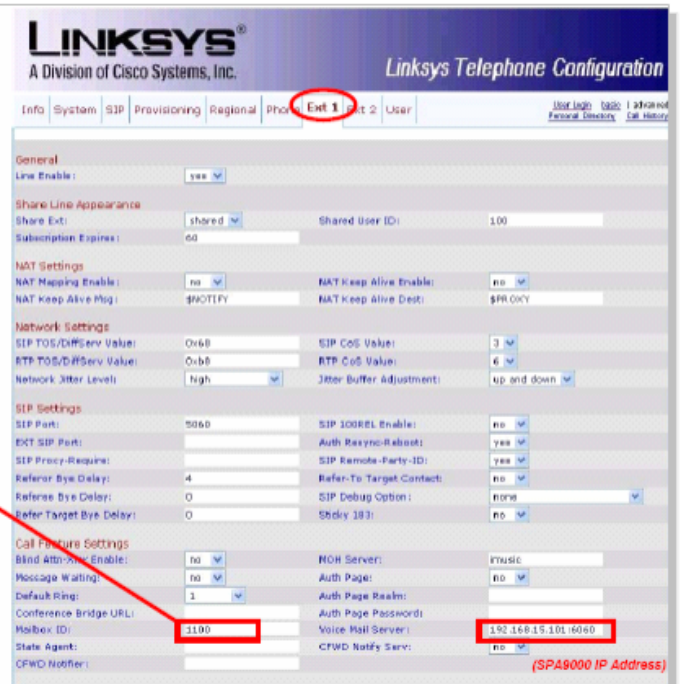 LINKSYS®
A Division of Cisco Systems, Inc.
Linksys Telephone Configuration
Info System SIP Provisioning Regional Phone Ext 1 Ext 2 User
User Login basic | advanced
Personal Directory Call History
General
Line Enable: yes
Share Line Appearance
Share Ext: shared Shared User ID: 100
Subscription Expires: 60
NAT Settings
NAT Mapping Enable: no NAT Keep Alive Enable: no
NAT Keep Alive Msg: $NOTIFY NAT Keep Alive Dest: $PROXY
Network Settings
SIP TOS/DiffServ Value: 0x68 SIP CoS Value: 3
RTP TOS/DiffServ Value: 0xb8 RTP CoS Value: 6
Network Jitter Level: high Jitter Buffer Adjustment: up and down
SIP Settings
SIP Port: 5060 SIP 100REL Enable: no
EXT SIP Port: Auth Resync-Reboot: yes
SIP Proxy-Require: SIP Remote-Party-ID: yes
Referor Bye Delay: 4 Refer-To Target Contact: no
Referee Bye Delay: 0 SIP Debug Option: none
Refer Target Bye Delay: 0 Sticky 183: no
Call Feature Settings
Blind Attn-Xfer Enable: no MOH Server: imusic
Message Waiting: no Auth Page: no
Default Ring: 1 Auth Page Realm:
Conference Bridge URL: Auth Page Password:
Mailbox ID: 1100 Voice Mail Server: 192.168.15.101:6060
State Agent: CFWD Notify Serv: no
CFWD Notifier: (SPA9000 IP Address)